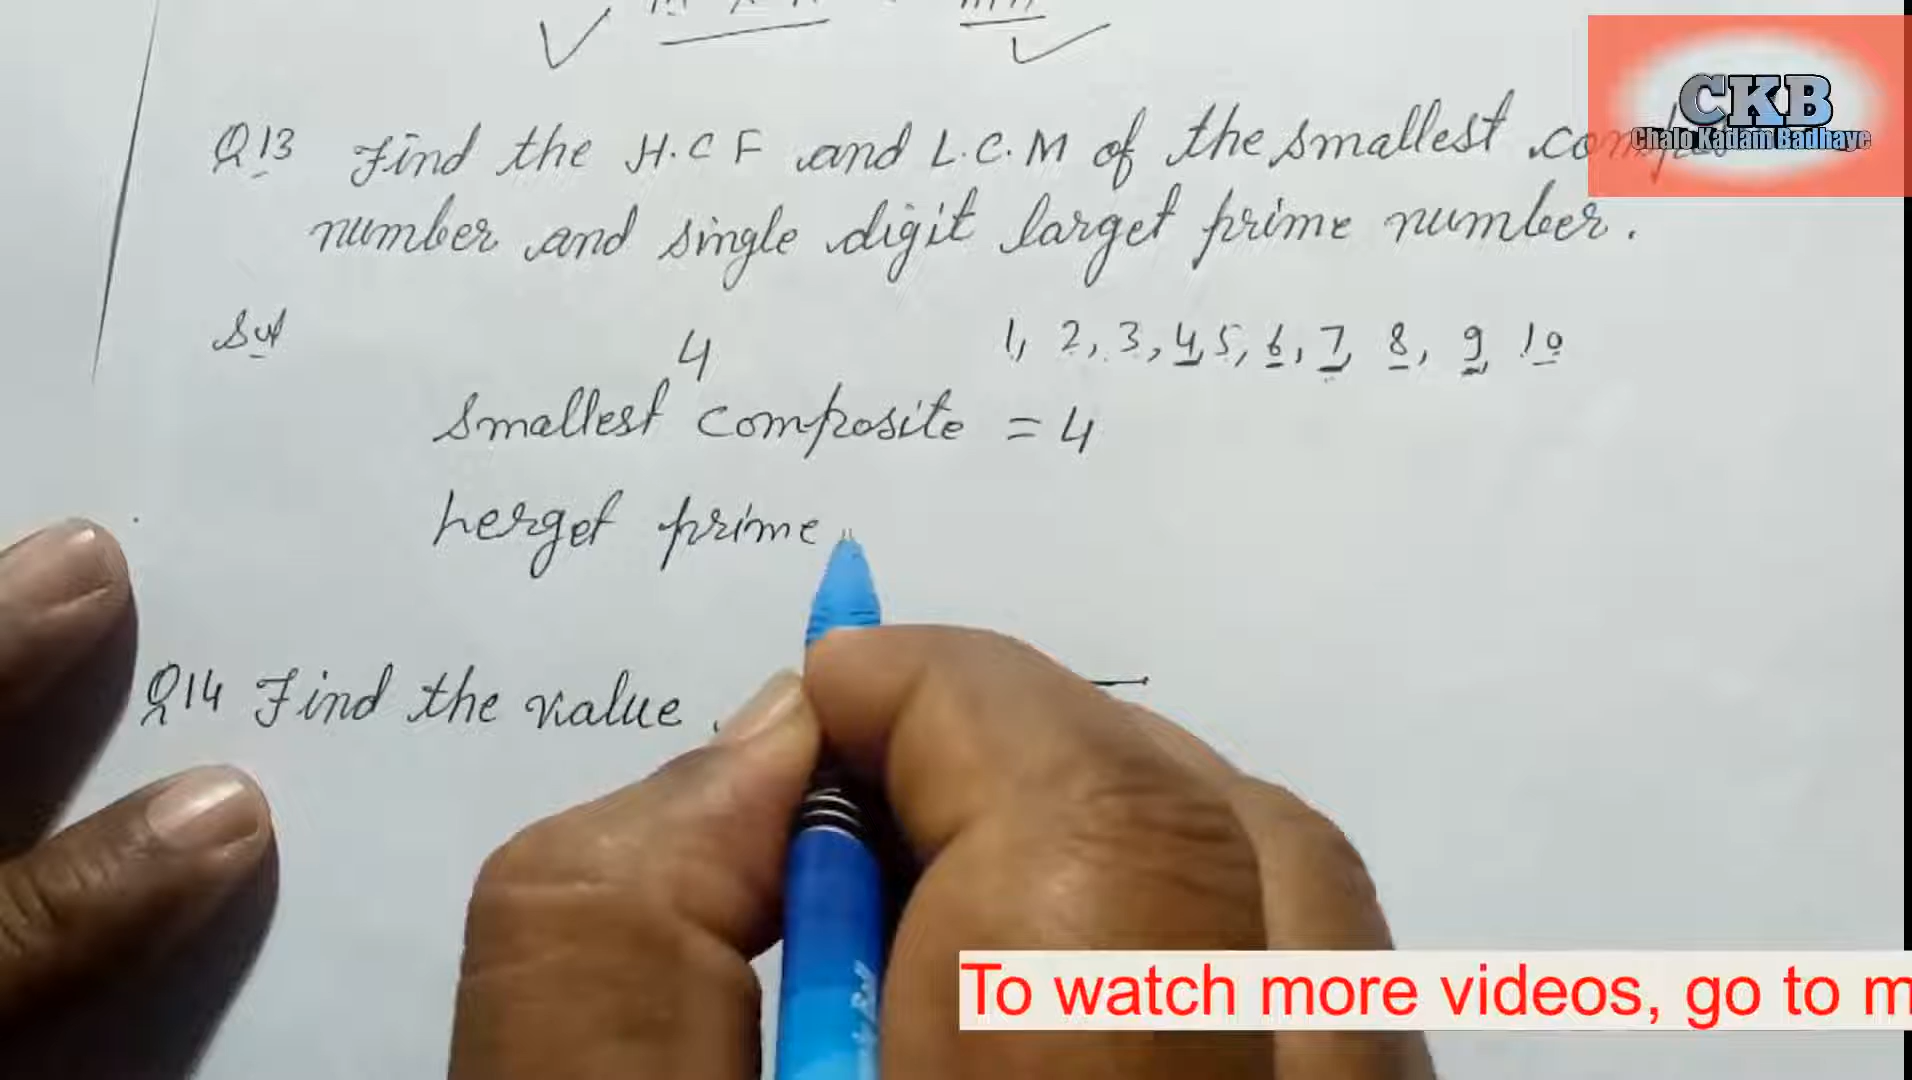 Q13 Find the H.C.F and L.C.M of the smallest
number and single digit larget prime number.
Sol
4
1, 2, 3, 4, 5, 6, 7, 8, 9, 10
Smallest composite = 4
herget prime
Q14 Find the value
CKB
Chalo Kadam Badhaye
To watch more videos, go to m